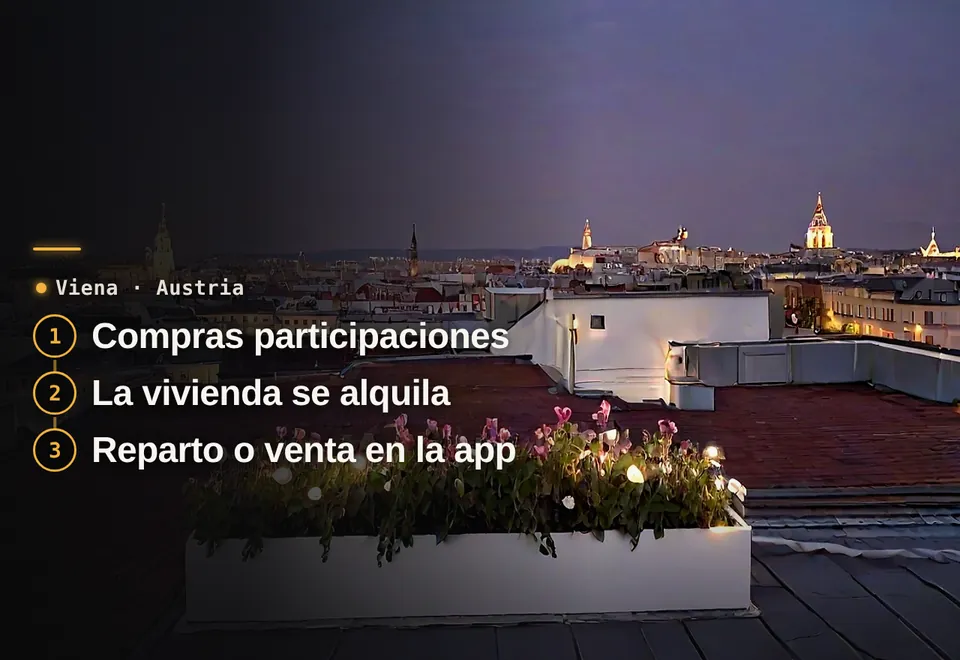 Viena · Austria
1 Compras participaciones
2 La vivienda se alquila
3 Reparto o venta en la app